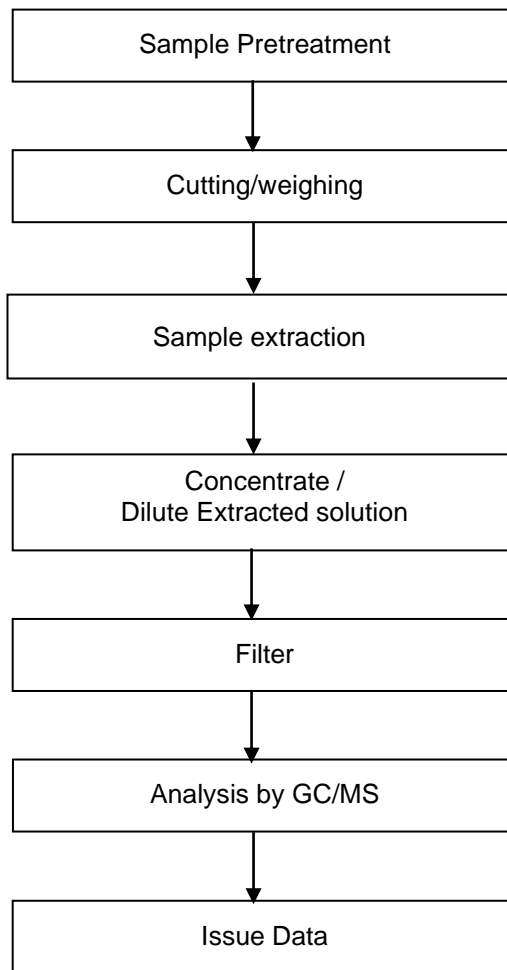 Sample Pretreatment
Cutting/weighing
Sample extraction
Concentrate /
Dilute Extracted solution
Filter
Analysis by GC/MS
Issue Data